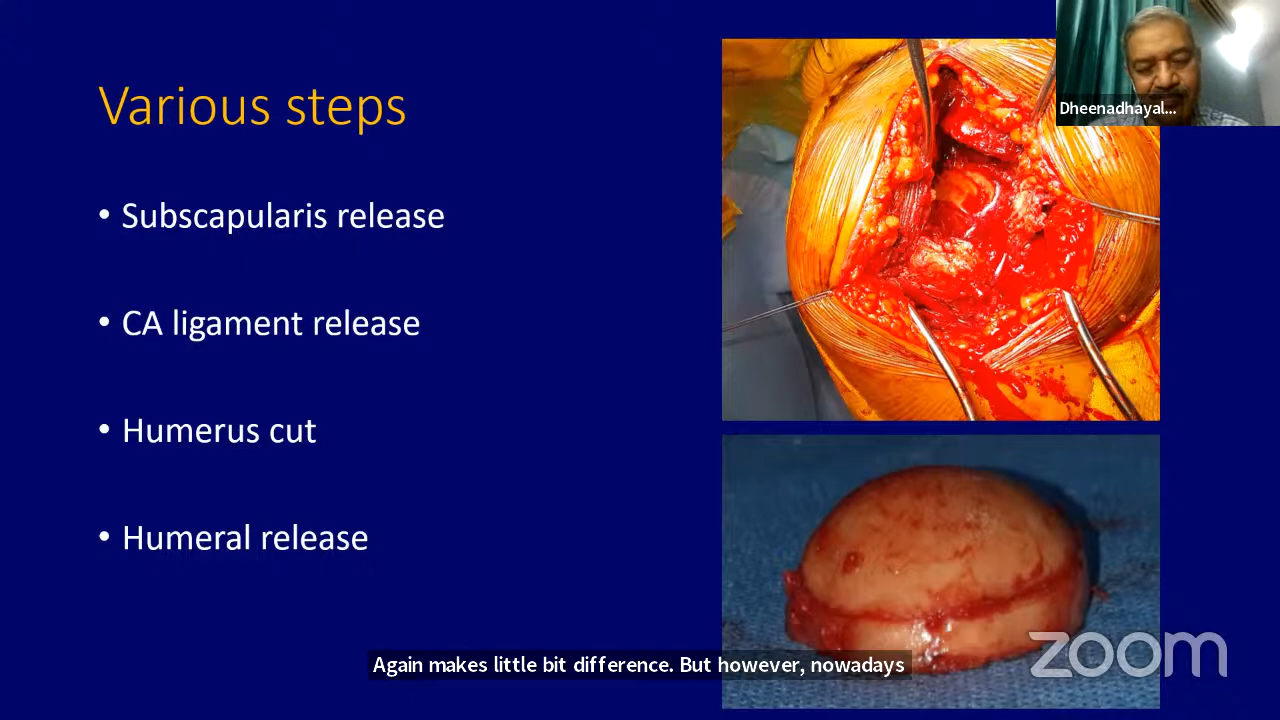 Various steps
• Subscapularis release
• CA ligament release
• Humerus cut
• Humeral release
Dheenadhayal...
Again makes little bit difference. But however, nowadays
zoom